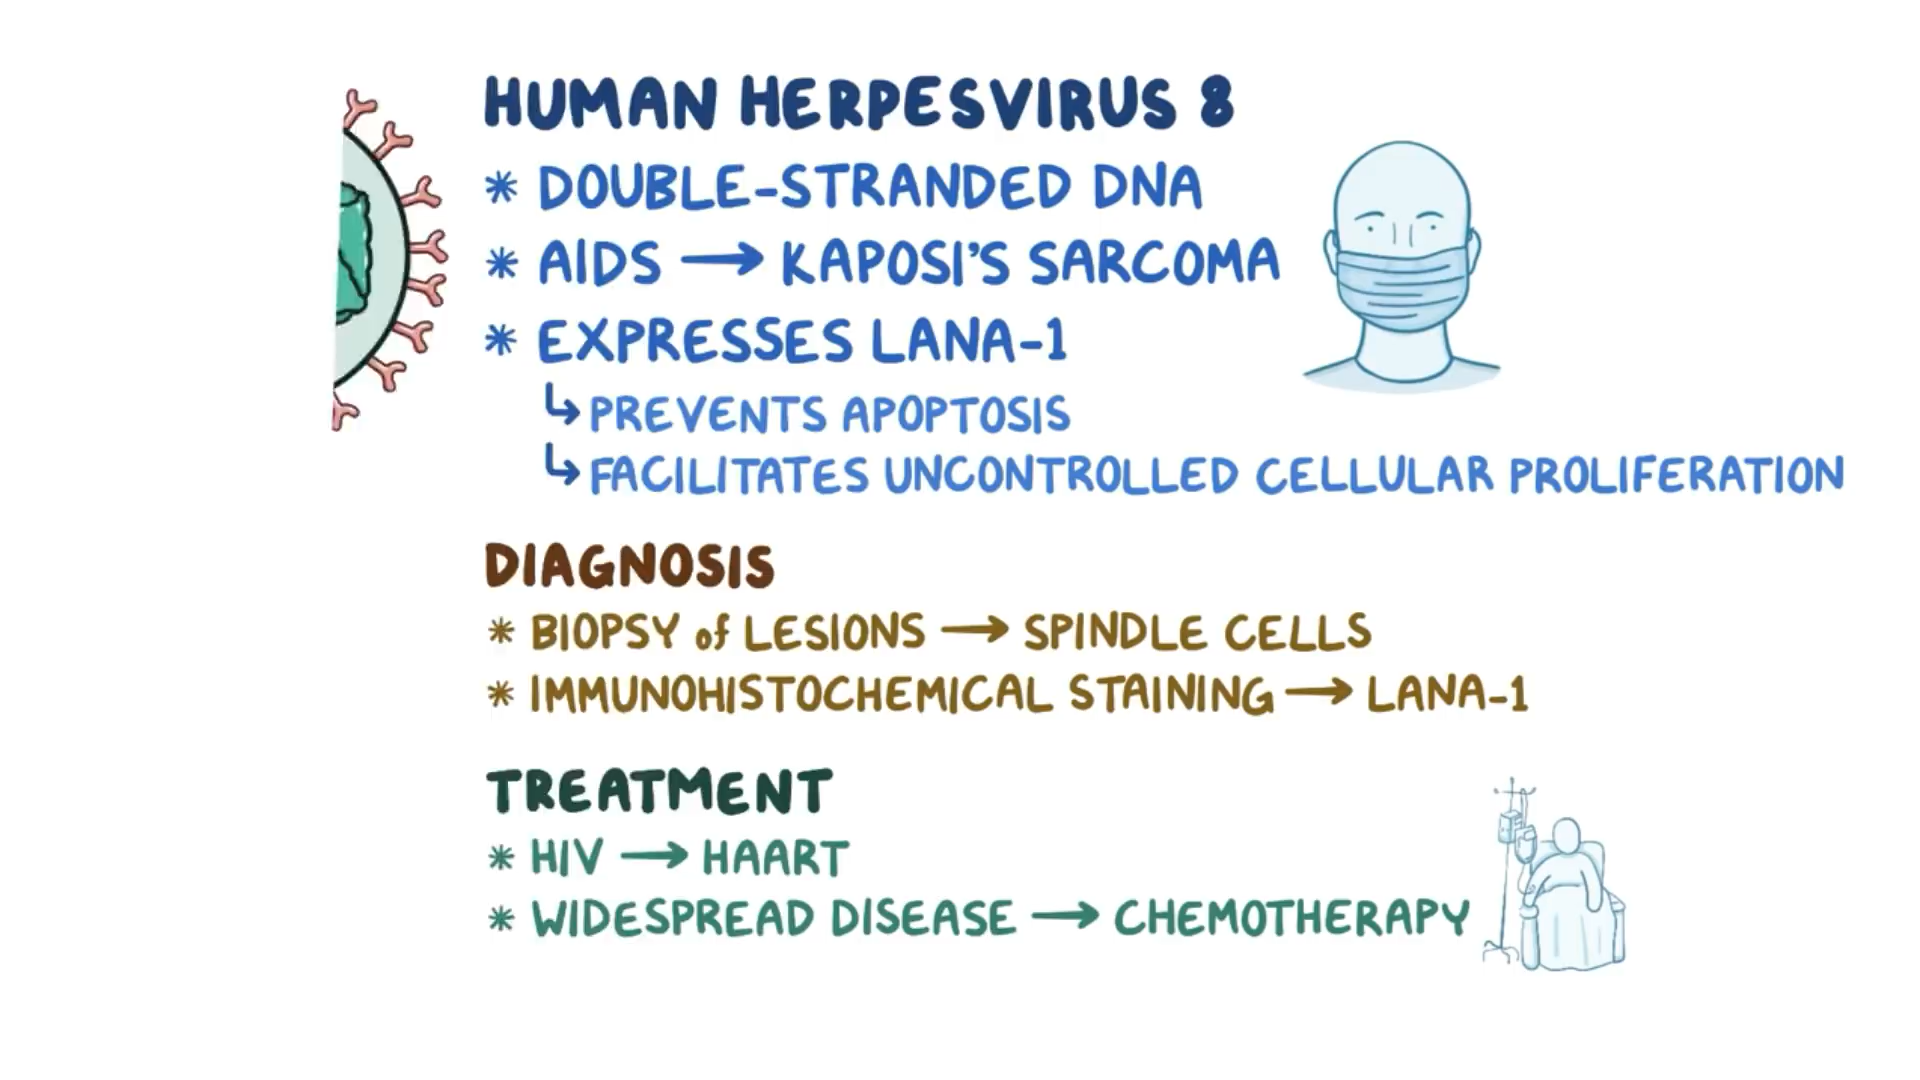 HUMAN HERPESVIRUS 8
* DOUBLE-STRANDED DNA
* AIDS → KAPOSI'S SARCOMA
* EXPRESSES LANA-1
↳ PREVENTS APOPTOSIS
↳ FACILITATES UNCONTROLLED CELLULAR PROLIFERATION
DIAGNOSIS
* BIOPSY of LESIONS → SPINDLE CELLS
* IMMUNOHISTOCHEMICAL STAINING → LANA-1
TREATMENT
* HIV → HAART
* WIDESPREAD DISEASE → CHEMOTHERAPY